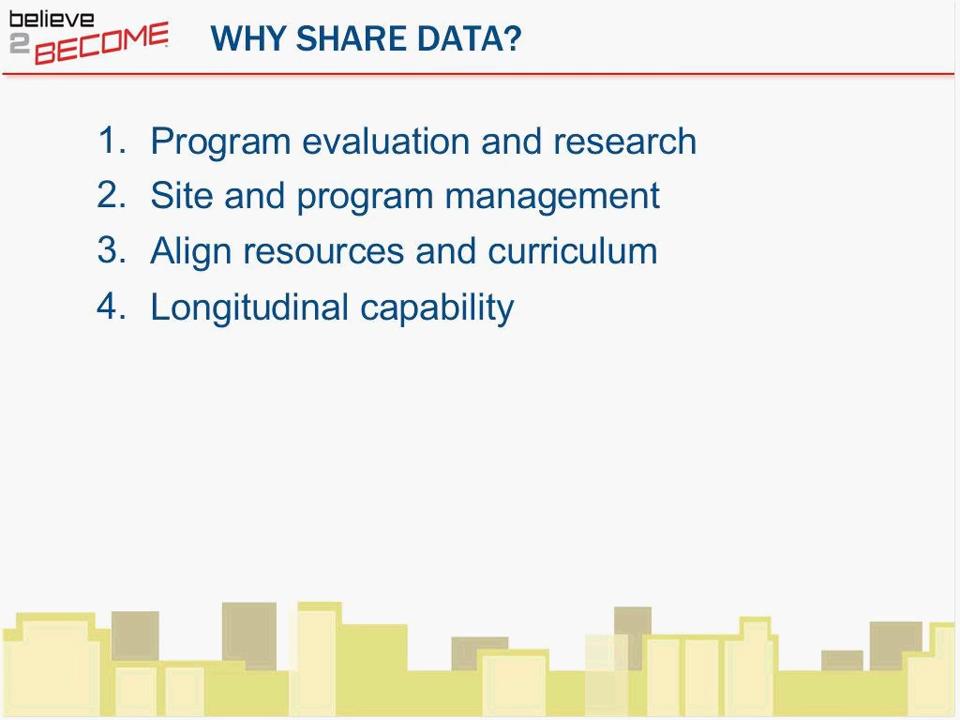 believe
2 BECOME
WHY SHARE DATA?
1. Program evaluation and research
2. Site and program management
3. Align resources and curriculum
4. Longitudinal capability